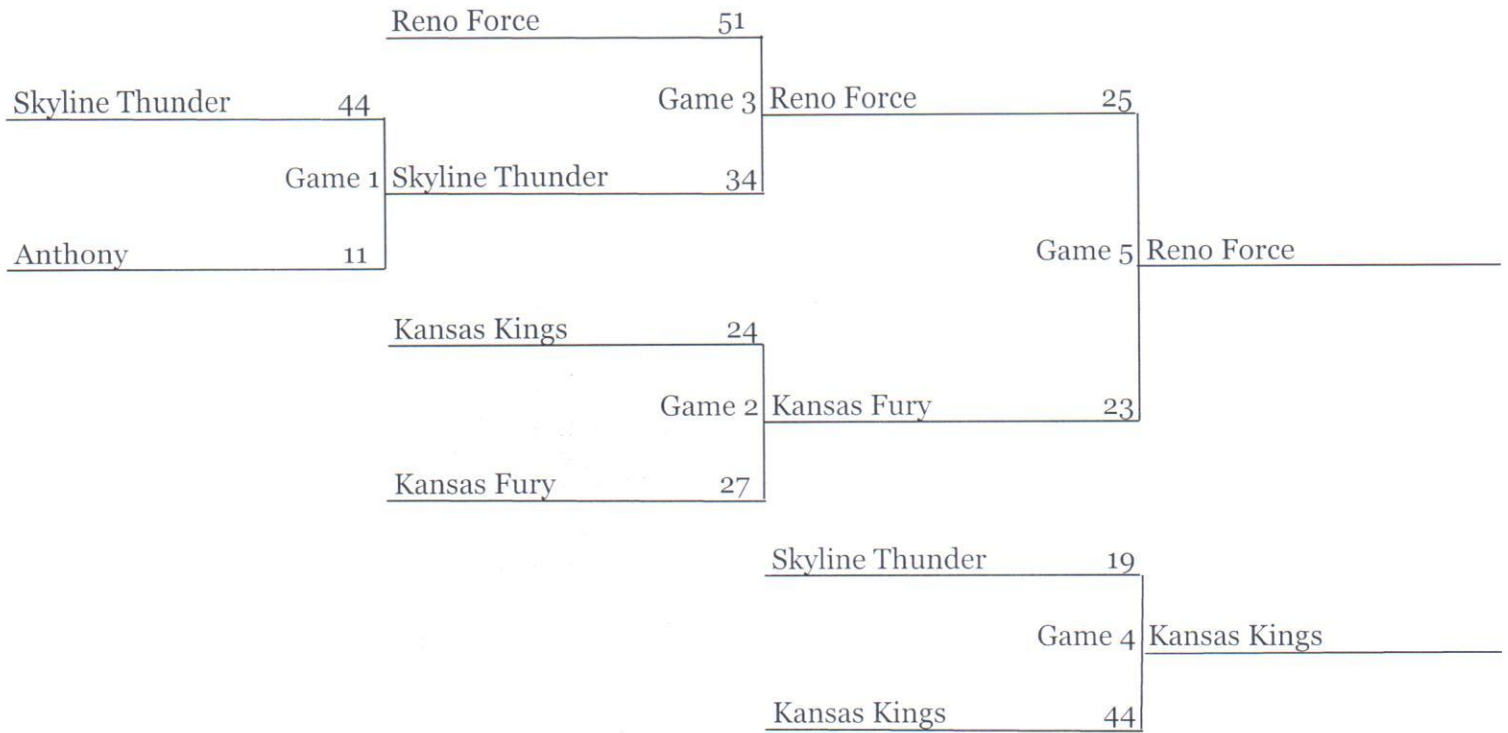 Reno Force 51
Skyline Thunder 44
Game 3 Reno Force 25
Game 1 Skyline Thunder 34
Anthony 11
Game 5 Reno Force
Kansas Kings 24
Game 2 Kansas Fury 23
Kansas Fury 27
Skyline Thunder 19
Game 4 Kansas Kings
Kansas Kings 44